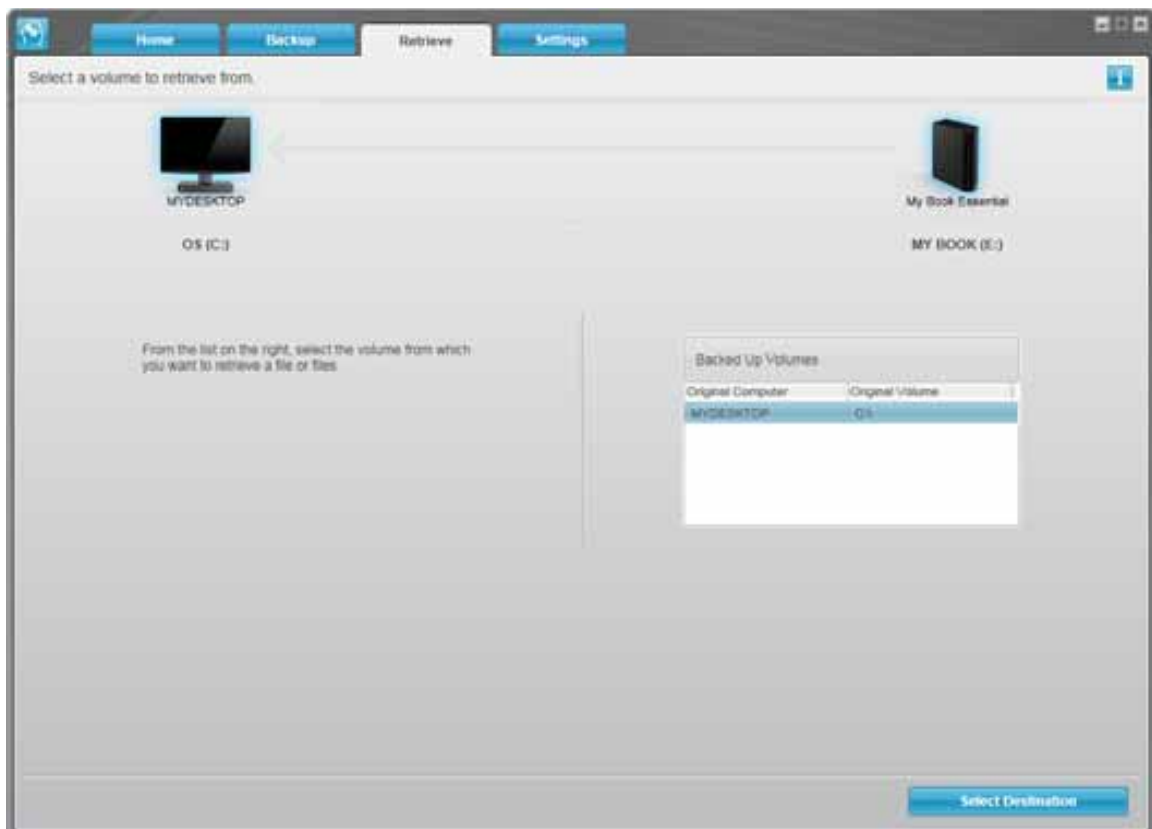 Home Backup Retrieve Settings
Select a volume to retrieve from.
MYDESKTOP
My Book Essential
OS (C:)
MY BOOK (E:)
From the list on the right, select the volume from which
you want to retrieve a file or files
Backed Up Volumes
Original Computer Original Volume
MYDESKTOP
Select Destination